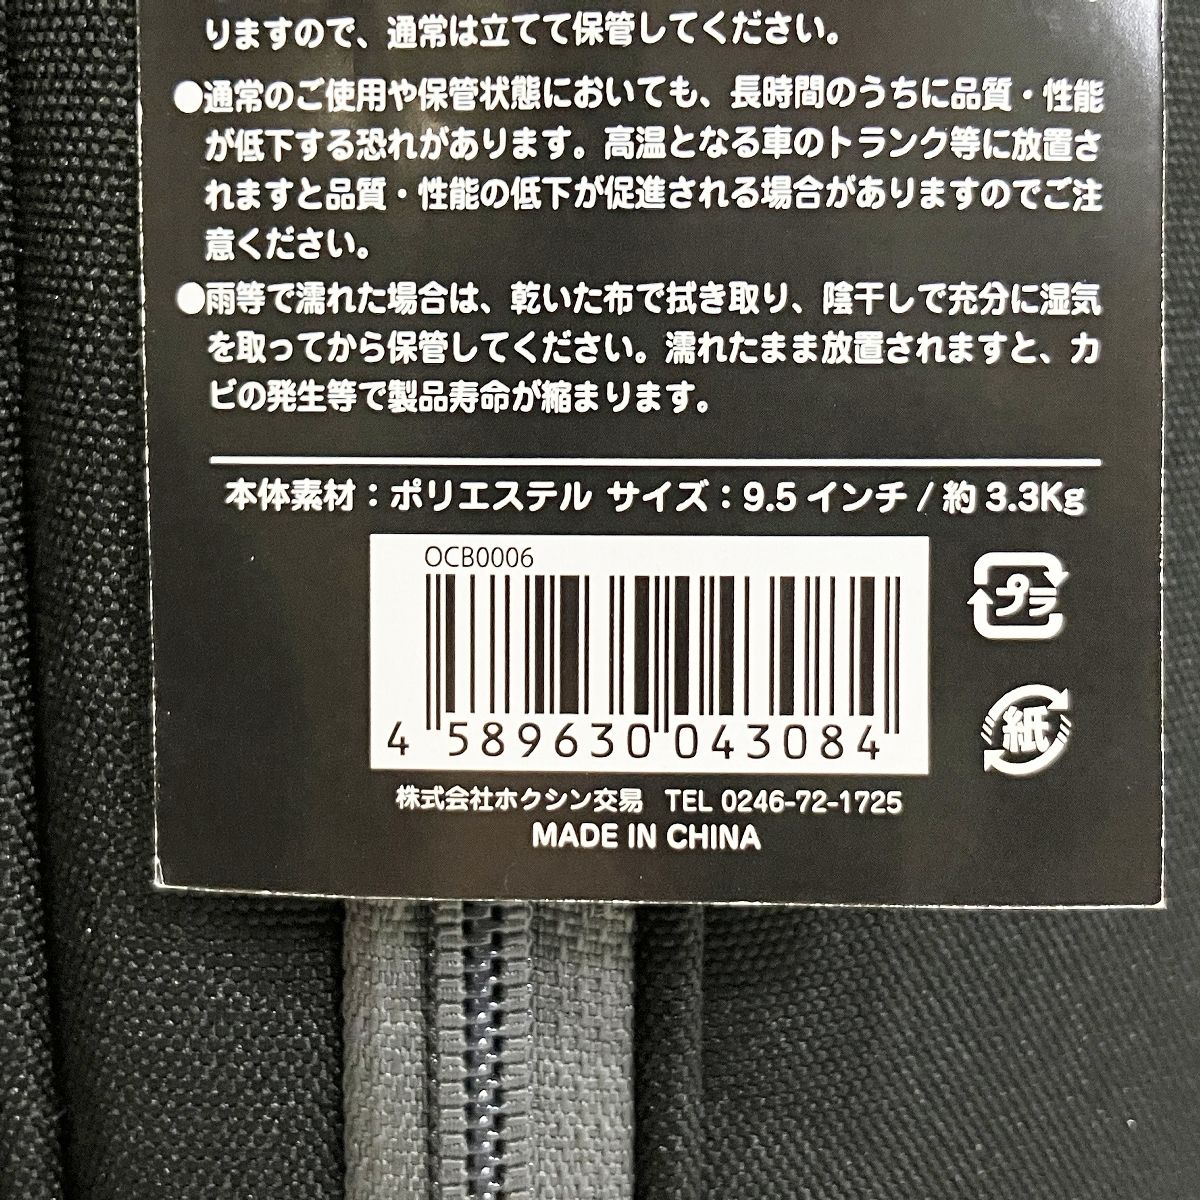 りますので、通常は立てて保管してください。
●通常のご使用や保管状態においても、長時間のうちに品質・性能
が低下する恐れがあります。高温となる車のトランク等に放置さ
れますと品質・性能の低下が促進される場合がありますのでご注
意ください。
●雨等で濡れた場合は、乾いた布で拭き取り、陰干しで充分に湿気
を取ってから保管してください。濡れたまま放置されますと、カ
ビの発生等で製品寿命が縮まります。
本体素材：ポリエステル サイズ：9.5インチ/約3.3Kg
OCB0006
プラ
4 589630 043084
紙
株式会社ホクシン交易 TEL 0246-72-1725
MADE IN CHINA